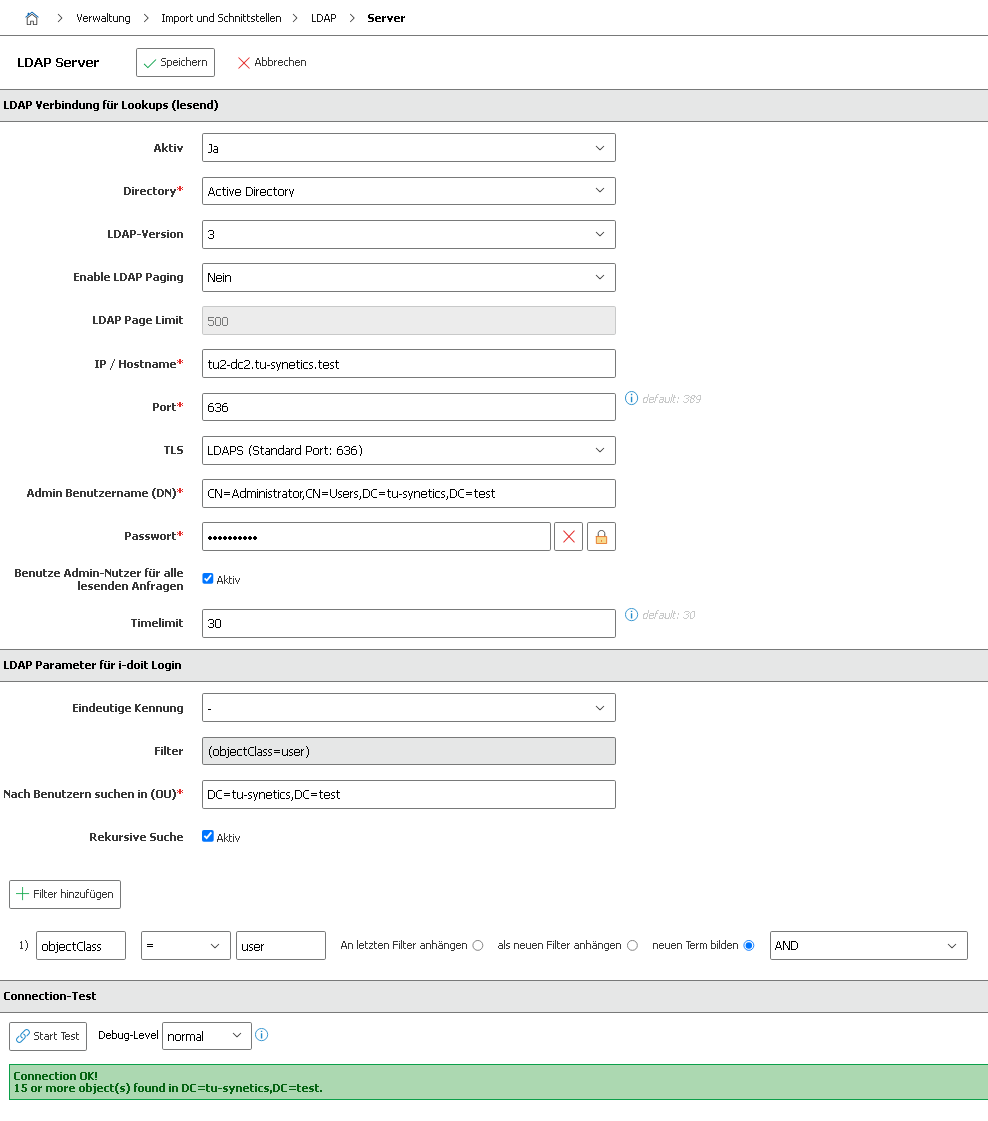 Verwaltung > Import und Schnittstellen > LDAP > Server
LDAP Server Speichern Abbrechen
LDAP Verbindung für Lookups (lesend)
Aktiv Ja
Directory* Active Directory
LDAP-Version 3
Enable LDAP Paging Nein
LDAP Page Limit 500
IP / Hostname* tu2-dc2.tu-synetics.test
Port* 636 default: 389
TLS LDAPS (Standard Port: 636)
Admin Benutzername (DN)* CN=Administrator,CN=Users,DC=tu-synetics,DC=test
Passwort* ••••••••••
Benutze Admin-Nutzer für alle
lesenden Anfragen Aktiv
Timelimit 30 default: 30
LDAP Parameter für i-doit Login
Eindeutige Kennung -
Filter (objectClass=user)
Nach Benutzern suchen in (OU)* DC=tu-synetics,DC=test
Rekursive Suche Aktiv
Filter hinzufügen
1) objectClass = user An letzten Filter anhängen als neuen Filter anhängen neuen Term bilden AND
Connection-Test
Start Test Debug-Level normal
Connection OK!
15 or more object(s) found in DC=tu-synetics,DC=test.